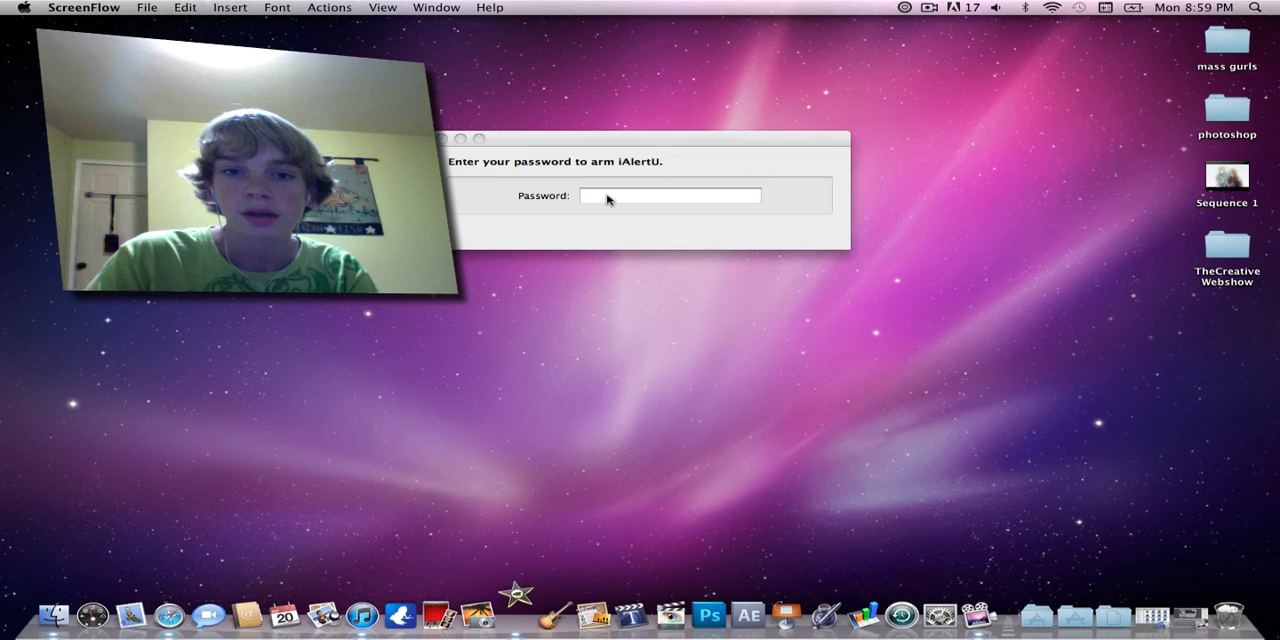 ScreenFlow File Edit Insert Font Actions View Window Help 17 Mon 8:59 PM
mass gurls
photoshop
Sequence 1
TheCreative
Webshow
Enter your password to arm iAlertU.
Password:
20
Ps
AE